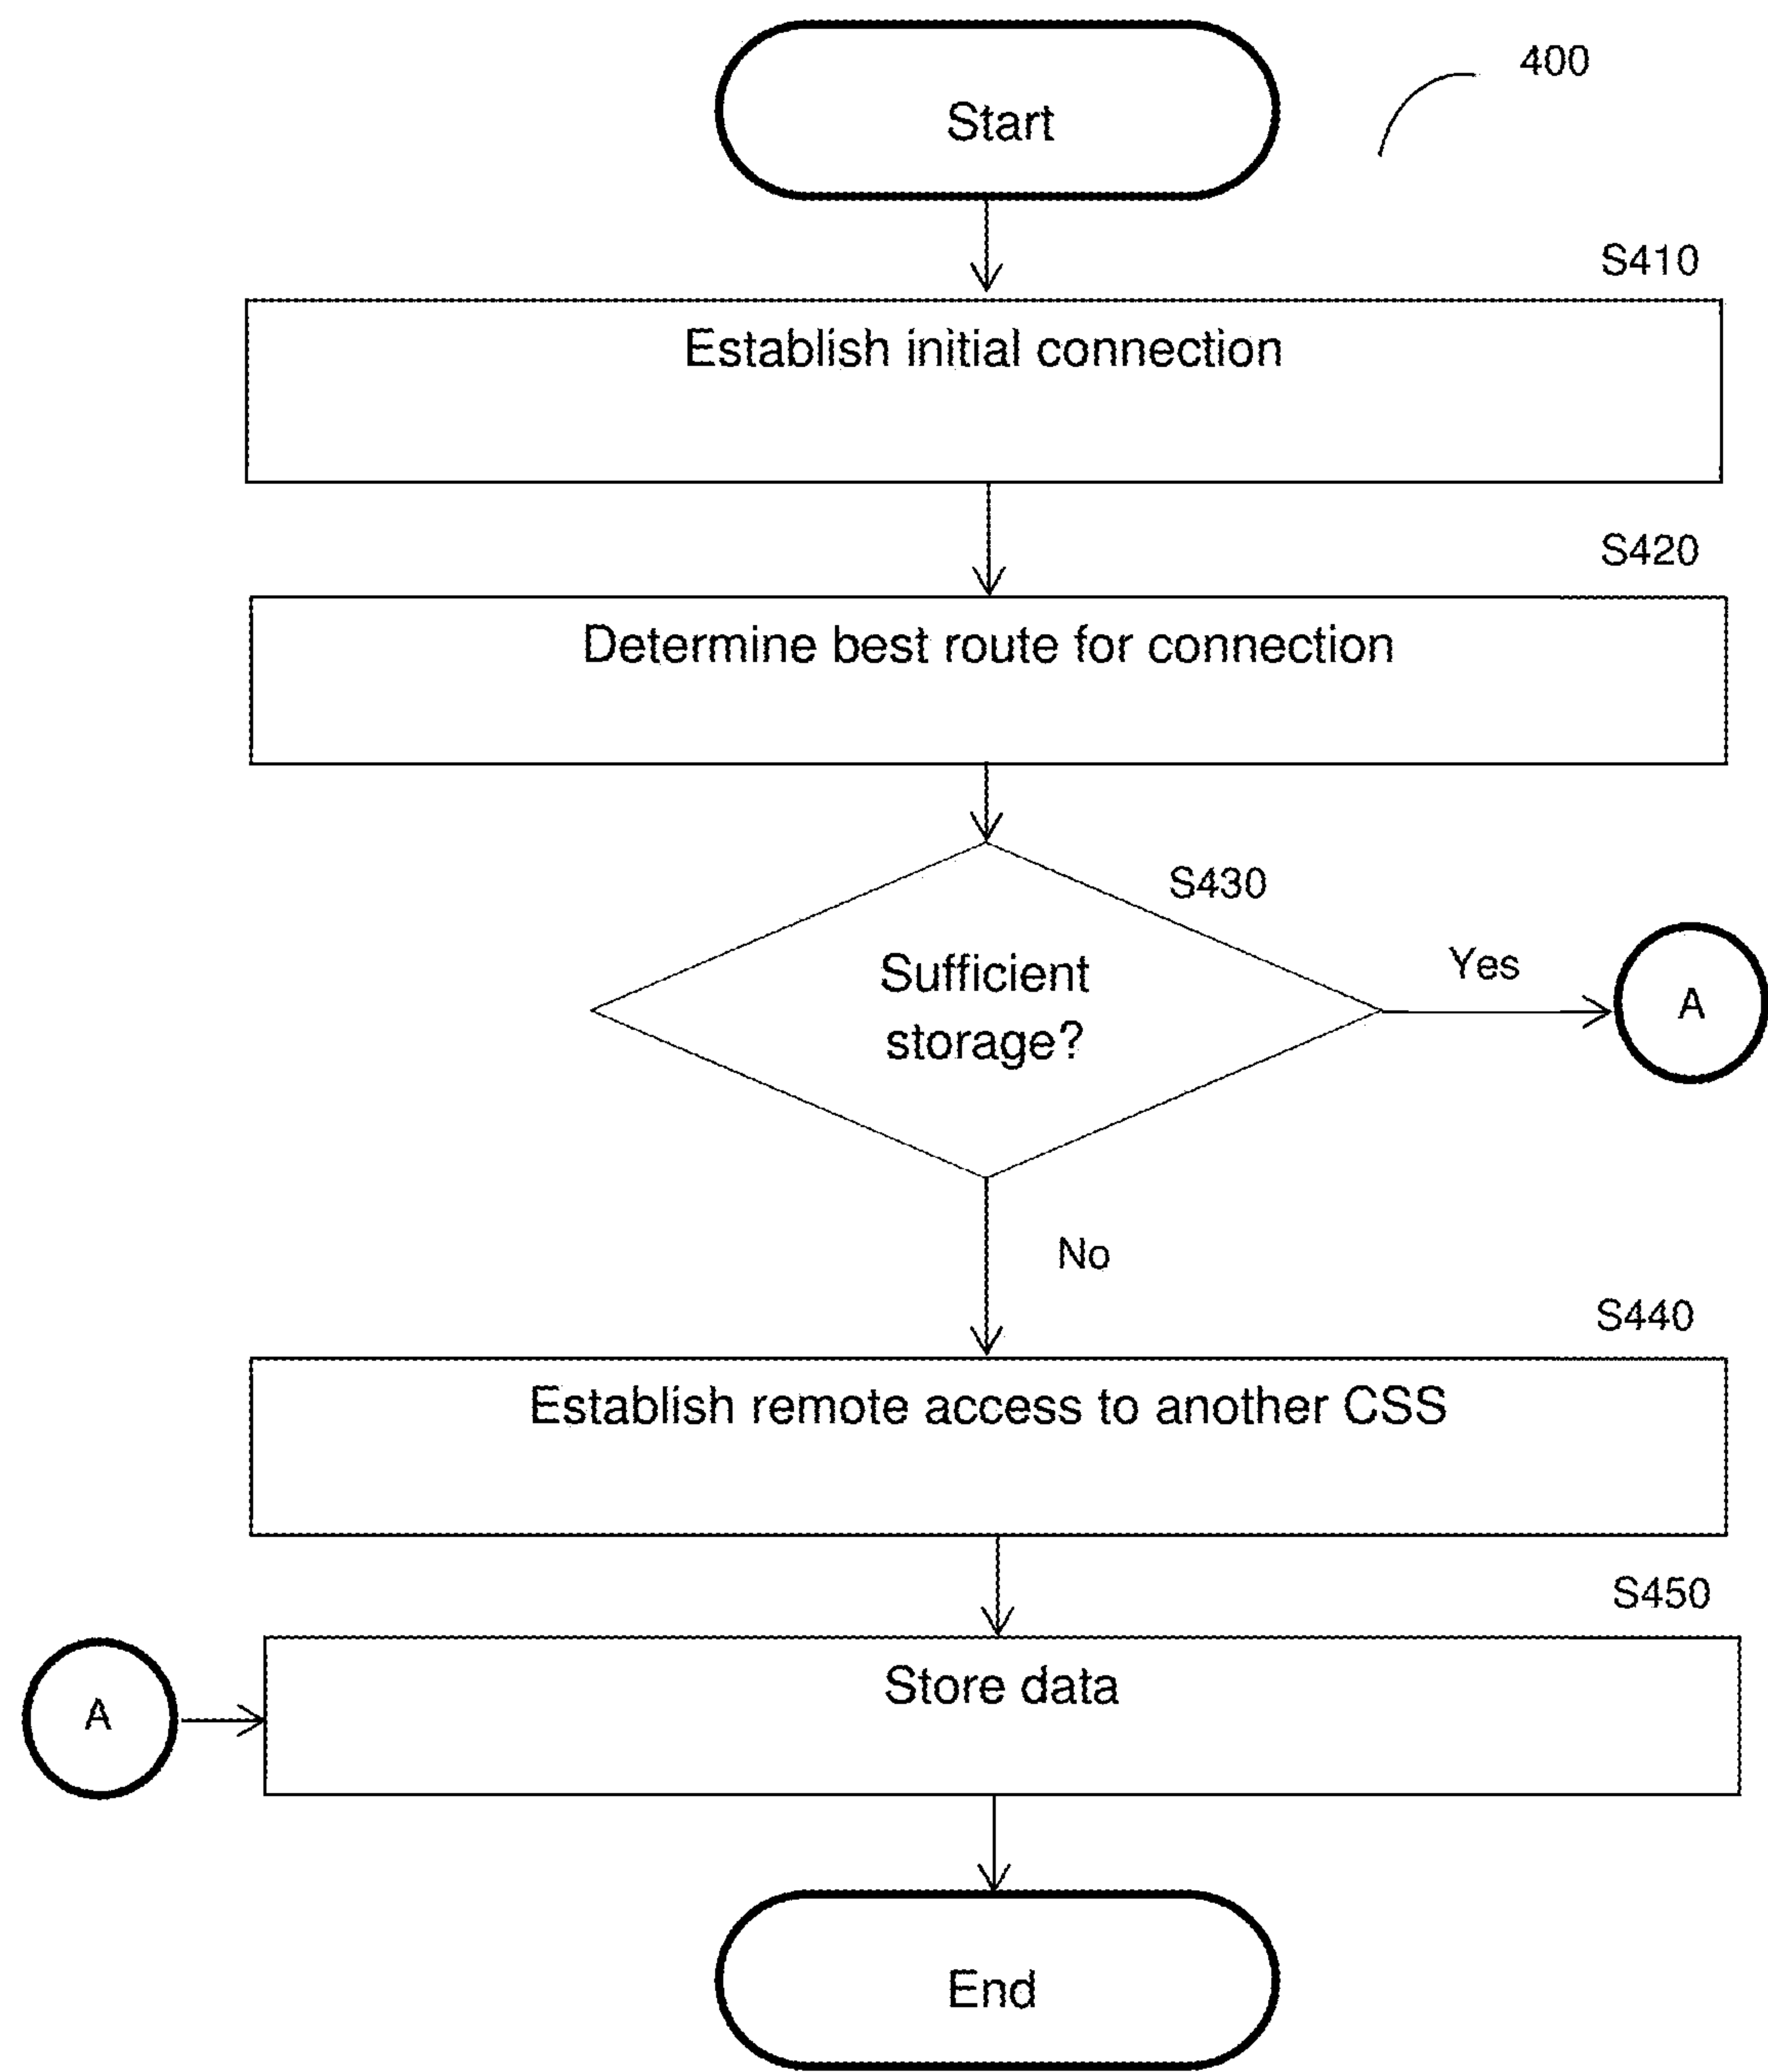 Start
400
S410
Establish initial connection
S420
Determine best route for connection
S430
Sufficient
storage?
Yes
A
No
S440
Establish remote access to another CSS
S450
Store data
A
End